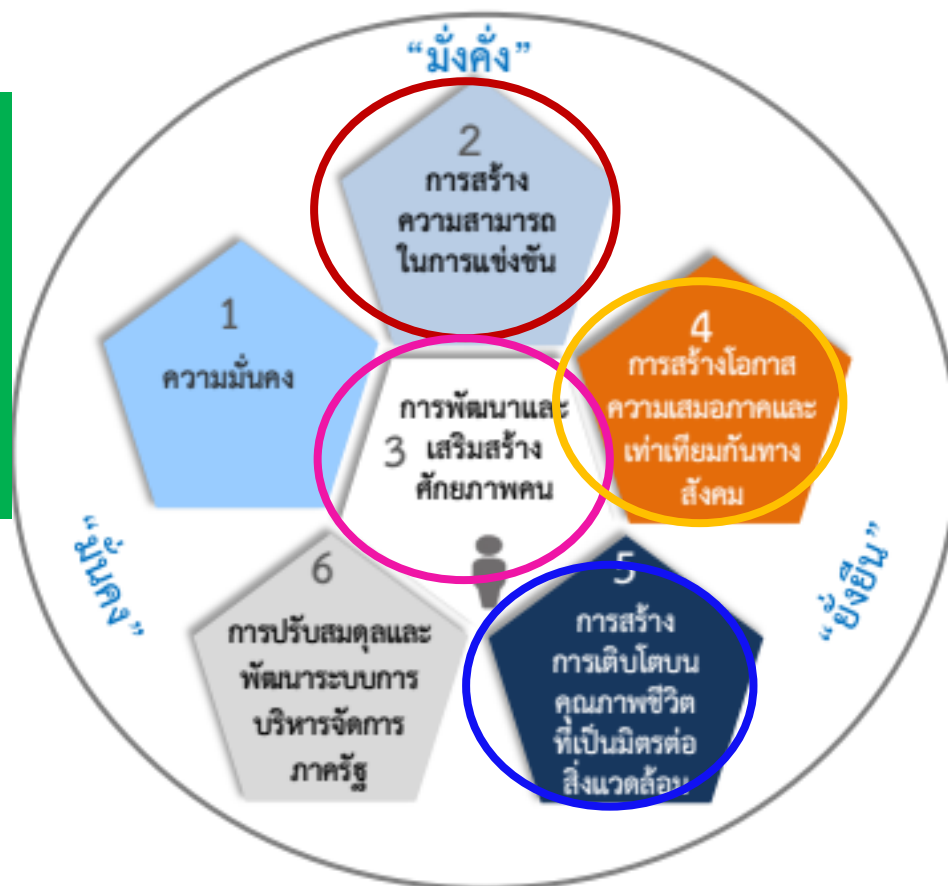 “มั่งคั่ง”
2
การสร้าง
ความสามารถ
ในการแข่งขัน
1
ความมั่นคง
4
การสร้างโอกาส
ความเสมอภาคและ
เท่าเทียมกันทาง
สังคม
การพัฒนาและ
3 เสริมสร้าง
ศักยภาพคน
“มั่นคง”
“ยั่งยืน”
6
การปรับสมดุลและ
พัฒนาระบบการ
บริหารจัดการ
ภาครัฐ
5
การสร้าง
การเติบโตบน
คุณภาพชีวิต
ที่เป็นมิตรต่อ
สิ่งแวดล้อม